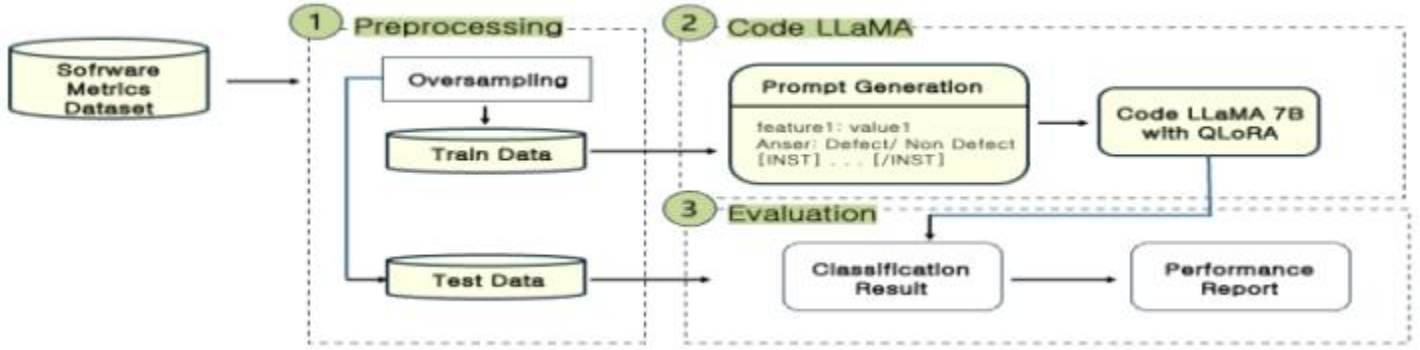 Sofrware
Metrics
Dataset
1 Preprocessing
Oversampling
Train Data
Test Data
2 Code LLaMA
Prompt Generation
feature1: value1
Anser: Defect/ Non Defect
[INST] . . . [/INST]
Code LLaMA 7B
with QLoRA
3 Evaluation
Classification
Result
Performance
Report